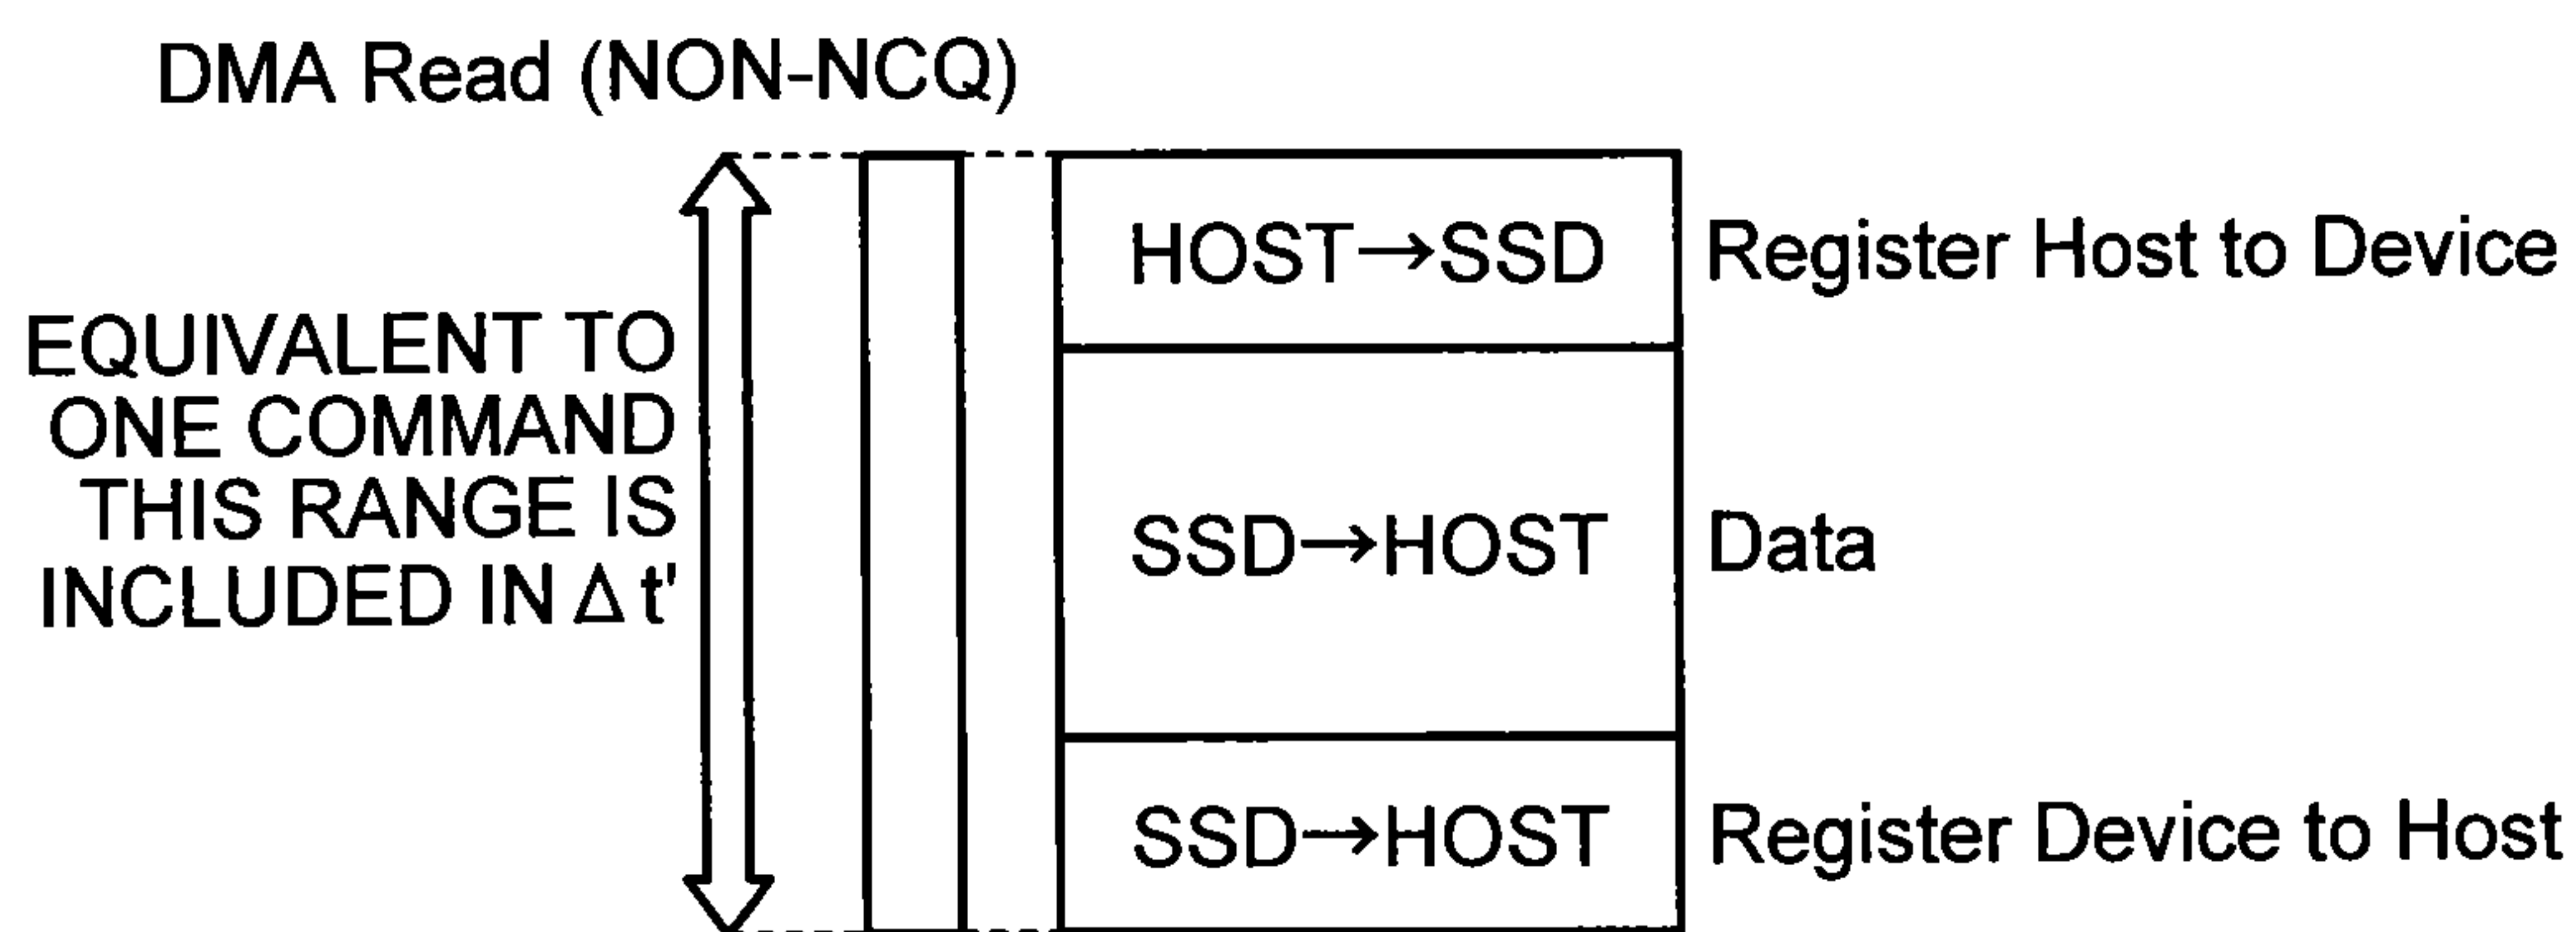 DMA Read (NON-NCQ)
EQUIVALENT TO
ONE COMMAND
THIS RANGE IS
INCLUDED IN Δt'
HOST→SSD
Register Host to Device
SSD→HOST
Data
SSD→HOST
Register Device to Host